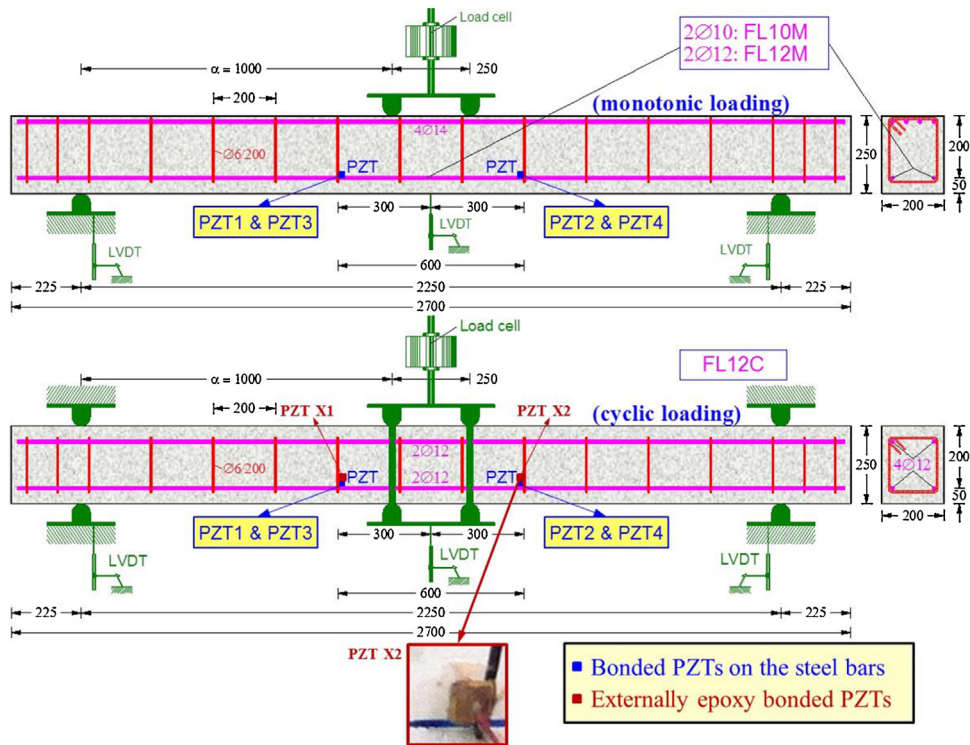 Load cell
2∅10: FL10M
2∅12: FL12M
α = 1000
250
200
(monotonic loading)
4∅14
∅6/200
PZT
PZT
250
200
50
200
PZT1 & PZT3
300
300
PZT2 & PZT4
LVDT
LVDT
LVDT
600
225
2250
225
2700
Load cell
FL12C
α = 1000
250
200
PZT X1
PZT X2
(cyclic loading)
2∅12
∅6/200
2∅12
PZT
PZT
250
4∅12
200
50
200
PZT1 & PZT3
300
300
PZT2 & PZT4
LVDT
LVDT
LVDT
600
225
2250
225
2700
PZT X2
Bonded PZTs on the steel bars
Externally epoxy bonded PZTs